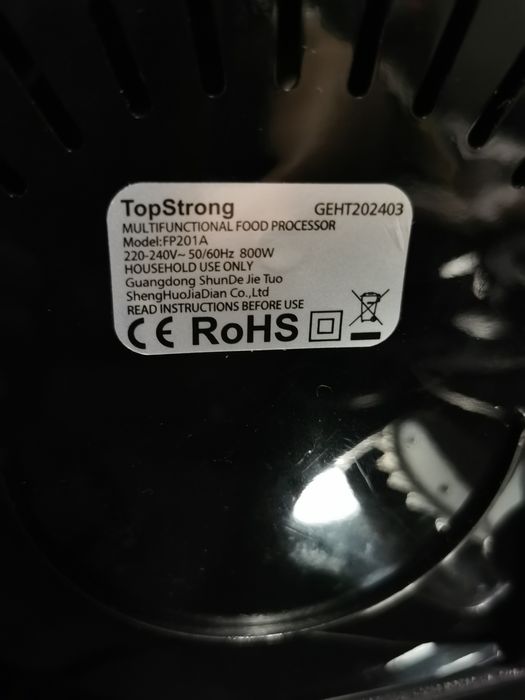 TopStrong GEHT202403
MULTIFUNCTIONAL FOOD PROCESSOR
Model:FP201A
220-240V~ 50/60Hz 800W
HOUSEHOLD USE ONLY
Guangdong ShunDe Jie Tuo
ShengHuoJiaDian Co.,Ltd
READ INSTRUCTIONS BEFORE USE
CE RoHS